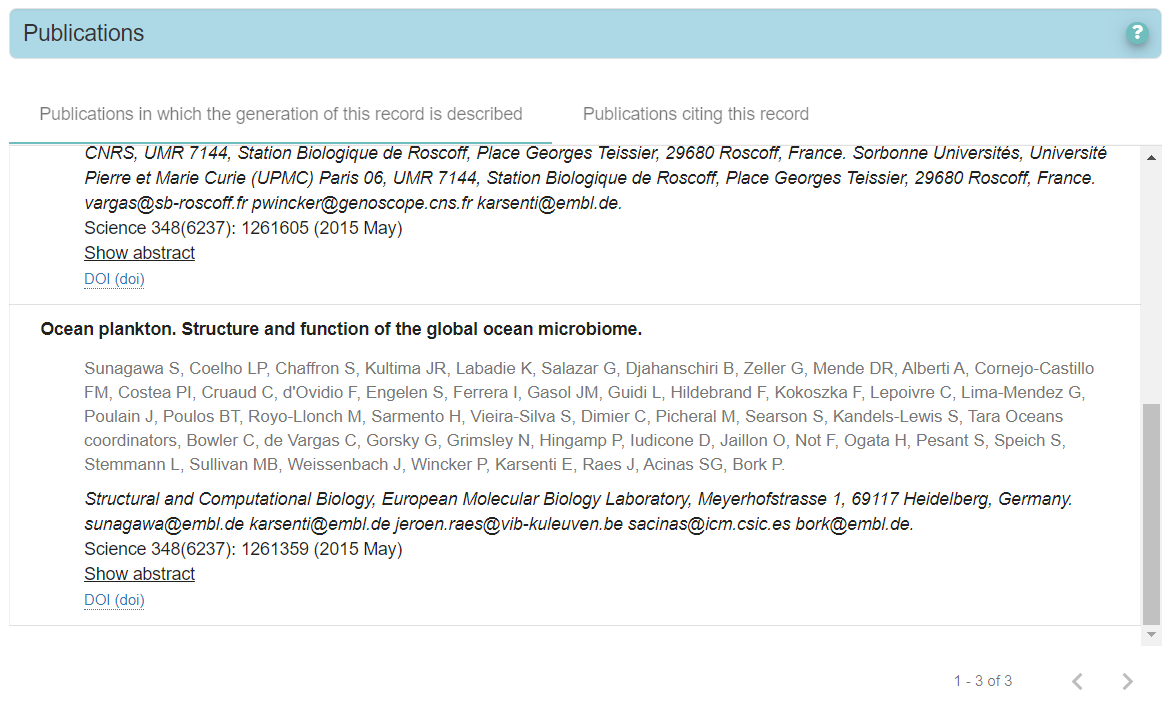 Publications
?
Publications in which the generation of this record is described
Publications citing this record
CNRS, UMR 7144, Station Biologique de Roscoff, Place Georges Teissier, 29680 Roscoff, France. Sorbonne Universités, Université
Pierre et Marie Curie (UPMC) Paris 06, UMR 7144, Station Biologique de Roscoff, Place Georges Teissier, 29680 Roscoff, France.
vargas@sb-roscoff.fr pwincker@genoscope.cns.fr karsenti@embl.de.
Science 348(6237): 1261605 (2015 May)
Show abstract
DOI (doi)
Ocean plankton. Structure and function of the global ocean microbiome.
Sunagawa S, Coelho LP, Chaffron S, Kultima JR, Labadie K, Salazar G, Djahanschiri B, Zeller G, Mende DR, Alberti A, Cornejo-Castillo
FM, Costea PI, Cruaud C, d'Ovidio F, Engelen S, Ferrera I, Gasol JM, Guidi L, Hildebrand F, Kokoszka F, Lepoivre C, Lima-Mendez G,
Poulain J, Poulos BT, Royo-Llonch M, Sarmento H, Vieira-Silva S, Dimier C, Picheral M, Searson S, Kandels-Lewis S, Tara Oceans
coordinators, Bowler C, de Vargas C, Gorsky G, Grimsley N, Hingamp P, Iudicone D, Jaillon O, Not F, Ogata H, Pesant S, Speich S,
Stemmann L, Sullivan MB, Weissenbach J, Wincker P, Karsenti E, Raes J, Acinas SG, Bork P.
Structural and Computational Biology, European Molecular Biology Laboratory, Meyerhofstrasse 1, 69117 Heidelberg, Germany.
sunagawa@embl.de karsenti@embl.de jeroen.raes@vib-kuleuven.be sacinas@icm.csic.es bork@embl.de.
Science 348(6237): 1261359 (2015 May)
Show abstract
DOI (doi)
1 - 3 of 3